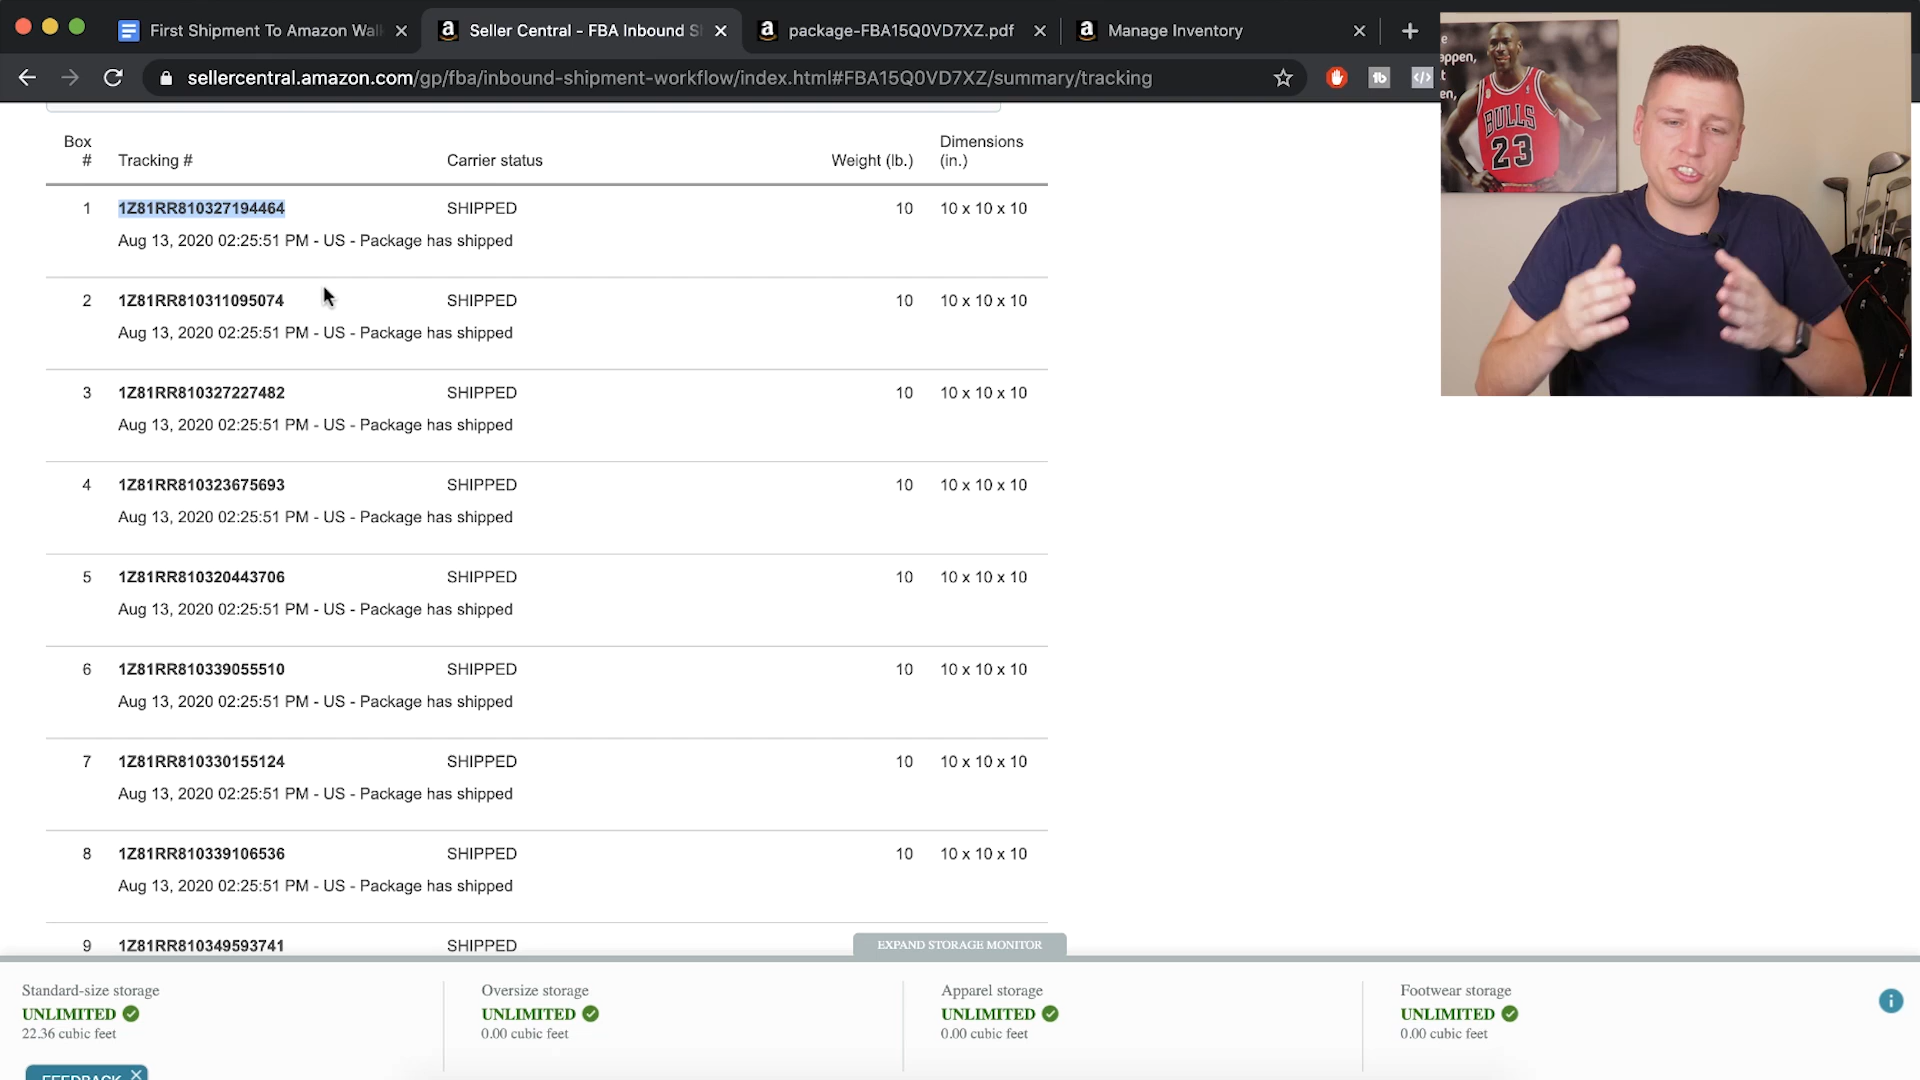 First Shipment To Amazon Wal
Seller Central - FBA Inbound S
package-FBA15Q0VD7XZ.pdf
Manage Inventory
sellercentral.amazon.com/gp/fba/inbound-shipment-workflow/index.html#FBA15Q0VD7XZ/summary/tracking
Box # Tracking # Carrier status Weight (lb.) Dimensions (in.)
1 1Z81RR810327194464 SHIPPED 10 10 x 10 x 10
Aug 13, 2020 02:25:51 PM - US - Package has shipped
2 1Z81RR810311095074 SHIPPED 10 10 x 10 x 10
Aug 13, 2020 02:25:51 PM - US - Package has shipped
3 1Z81RR810327227482 SHIPPED 10 10 x 10 x 10
Aug 13, 2020 02:25:51 PM - US - Package has shipped
4 1Z81RR810323675693 SHIPPED 10 10 x 10 x 10
Aug 13, 2020 02:25:51 PM - US - Package has shipped
5 1Z81RR810320443706 SHIPPED 10 10 x 10 x 10
Aug 13, 2020 02:25:51 PM - US - Package has shipped
6 1Z81RR810339055510 SHIPPED 10 10 x 10 x 10
Aug 13, 2020 02:25:51 PM - US - Package has shipped
7 1Z81RR810330155124 SHIPPED 10 10 x 10 x 10
Aug 13, 2020 02:25:51 PM - US - Package has shipped
8 1Z81RR810339106536 SHIPPED 10 10 x 10 x 10
Aug 13, 2020 02:25:51 PM - US - Package has shipped
9 1Z81RR810349593741 SHIPPED
EXPAND STORAGE MONITOR
Standard-size storage
UNLIMITED
22.36 cubic feet
Oversize storage
UNLIMITED
0.00 cubic feet
Apparel storage
UNLIMITED
0.00 cubic feet
Footwear storage
UNLIMITED
0.00 cubic feet
FEEDBACK
BULLS
23